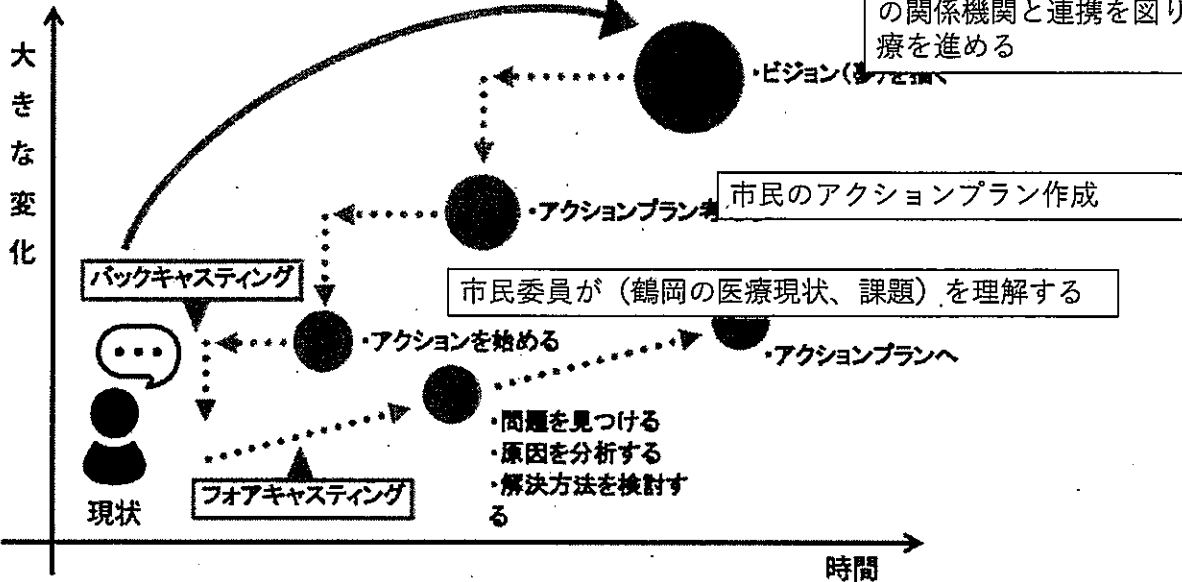 の関係機関と連携を図り
療を進める
大きな変化
・ビジョン(夢)を描く
市民のアクションプラン作成
・アクションプラン考
バックキャスティング
市民委員が（鶴岡の医療現状、課題）を理解する
・アクションを始める
・アクションプランへ
・問題を見つける
・原因を分析する
・解決方法を検討す
る
フォアキャスティング
現状
時間